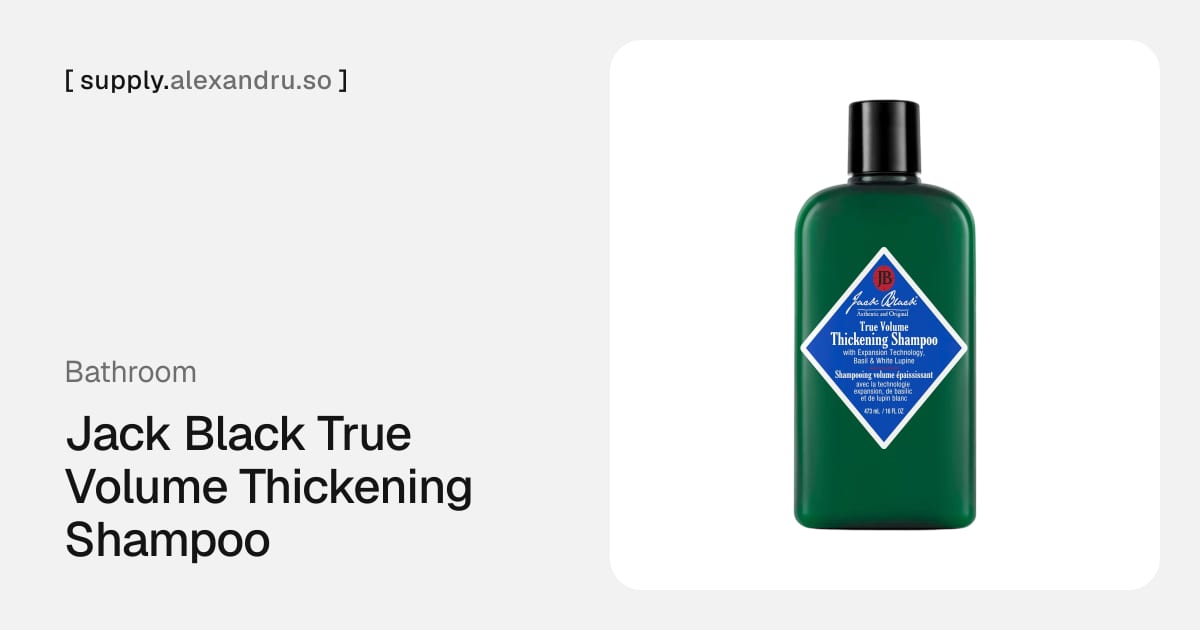 [ supply.alexandru.so ]
Bathroom
Jack Black True
Volume Thickening
Shampoo
JB
Jack Black
Authentic and Original
True Volume
Thickening Shampoo
with Expansion Technology,
Basil & White Lupine
Shampooing volume épaississant
avec la technologie
expansion, de basilic
et de lupin blanc
473 mL / 16 FL OZ